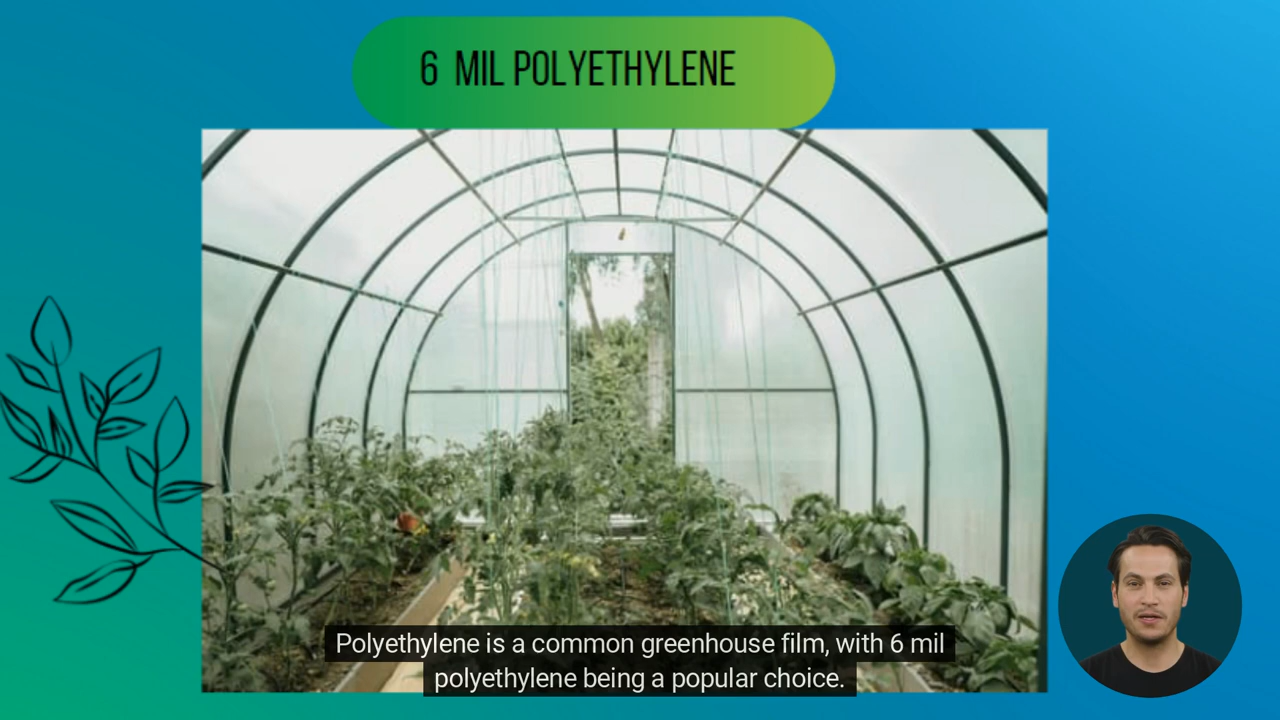 6 MIL POLYETHYLENE
Polyethylene is a common greenhouse film, with 6 mil
polyethylene being a popular choice.